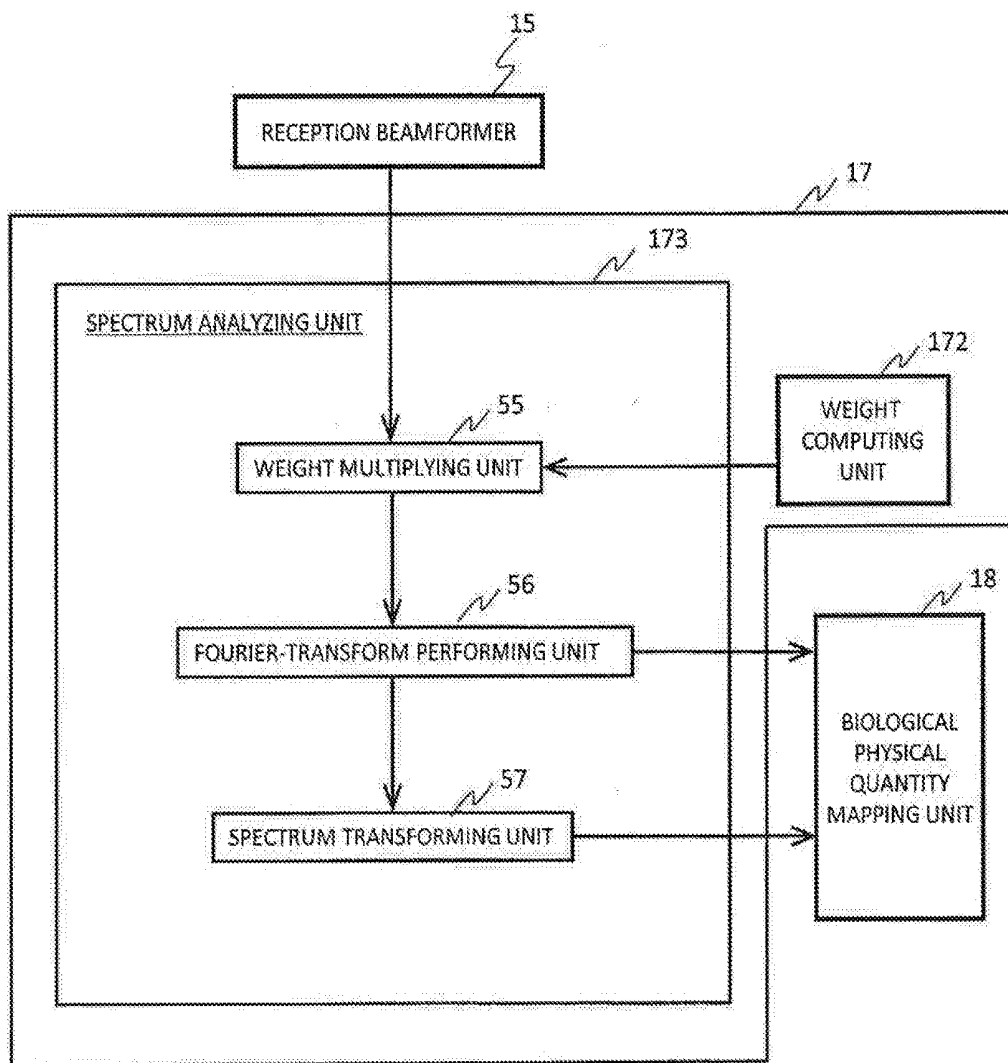 15
RECEPTION BEAMFORMER
17
173
SPECTRUM ANALYZING UNIT
172
WEIGHT
COMPUTING
UNIT
55
WEIGHT MULTIPLYING UNIT
56
FOURIER-TRANSFORM PERFORMING UNIT
18
BIOLOGICAL
PHYSICAL
QUANTITY
MAPPING UNIT
57
SPECTRUM TRANSFORMING UNIT